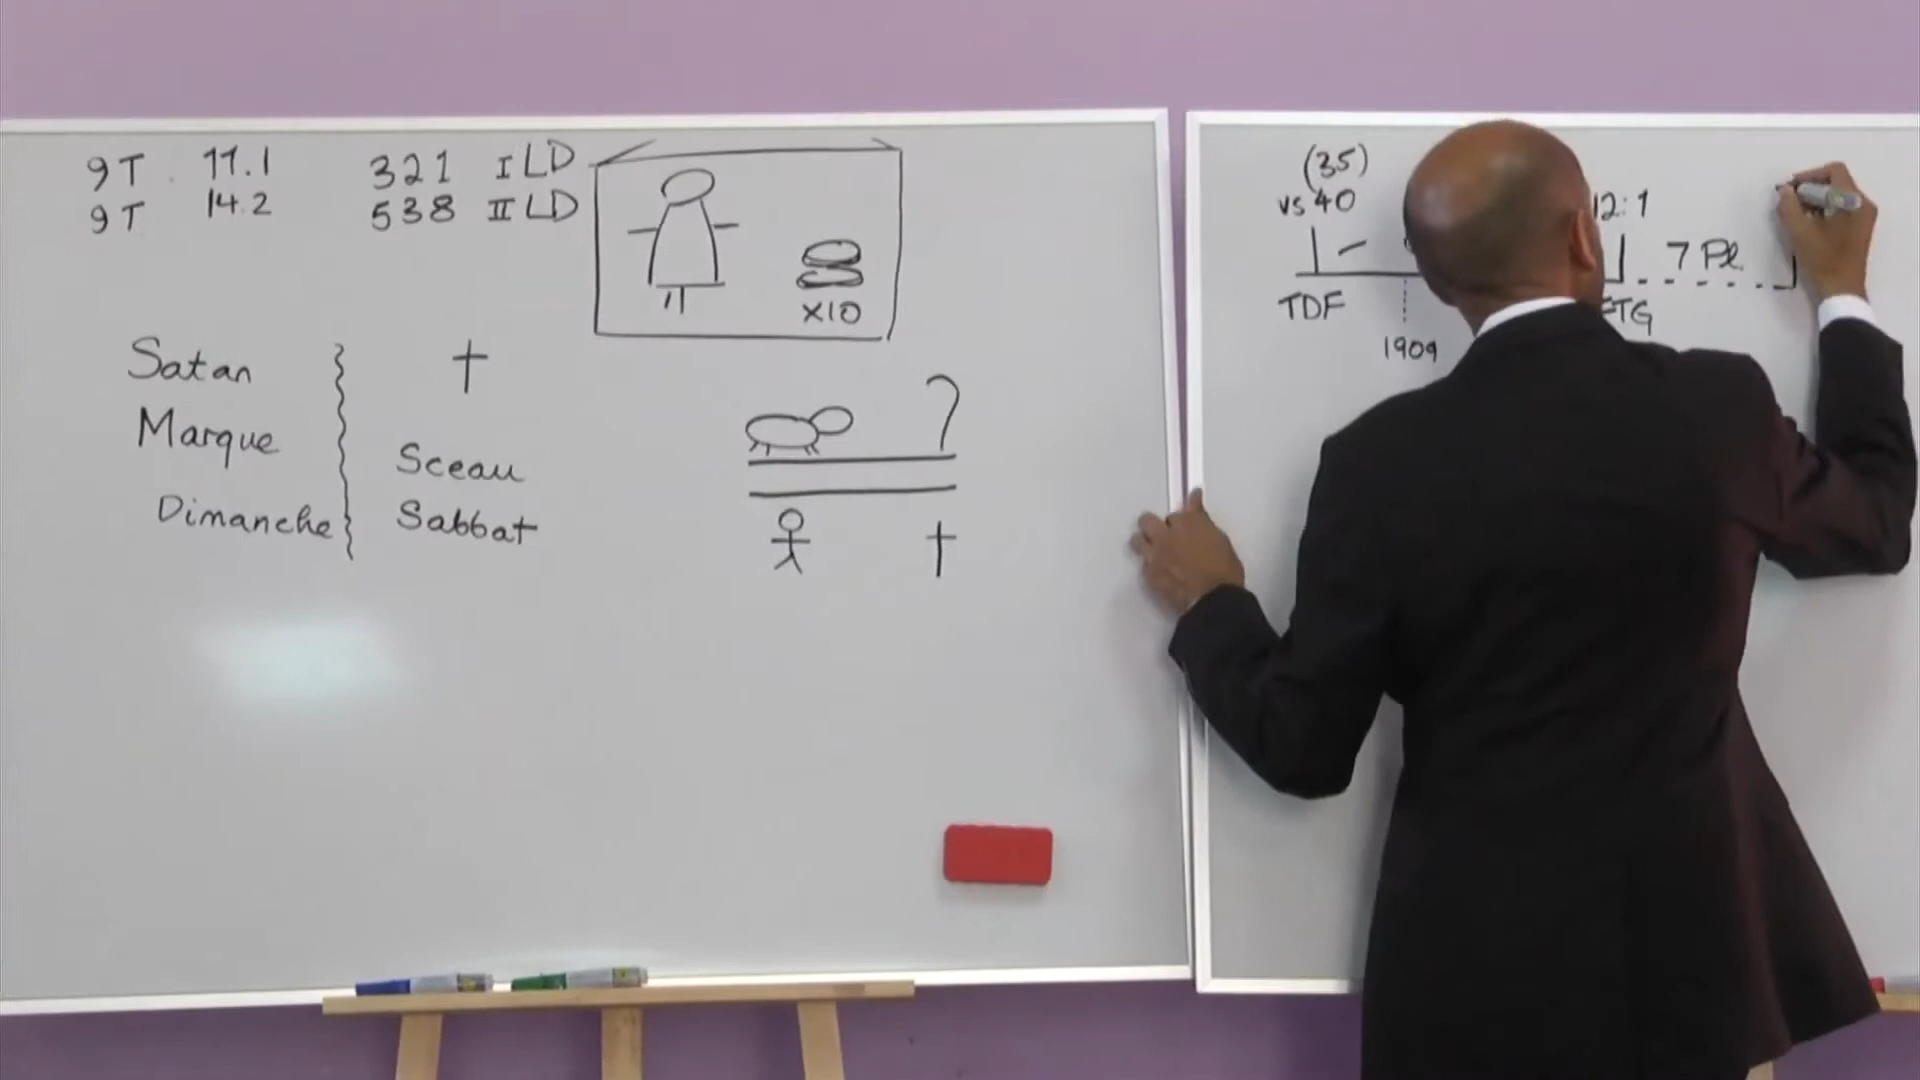 9T 11.1 321 I LD
9T 14.2 538 II LD
x10
Satan
Marque
Sceau
Dimanche
Sabbat
(35)
vs 40
12:1
7 Pl
TDF
TG
1909